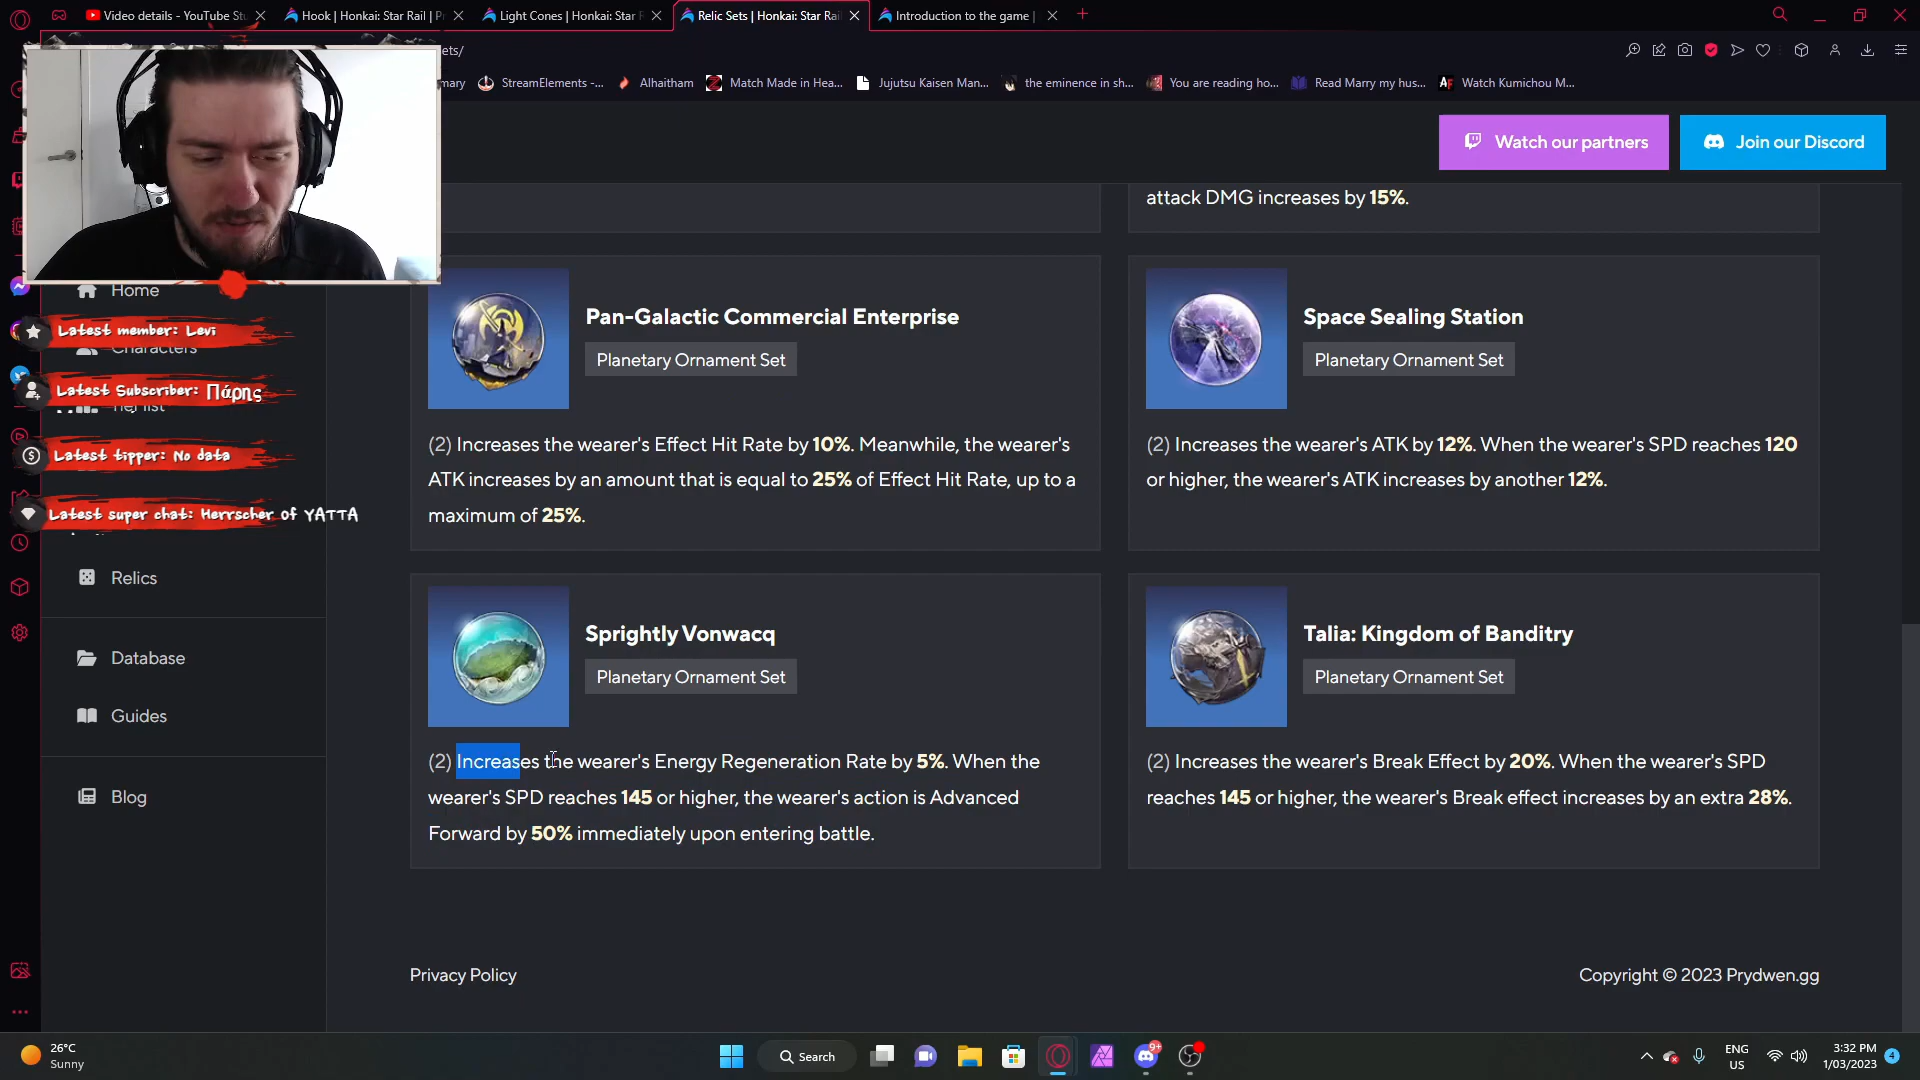 Video details - YouTube St
Hook | Honkai: Star Rail | P
Light Cones | Honkai: Star R
Relic Sets | Honkai: Star Rail
Introduction to the game |
ets/
mary
StreamElements -...
Alhaitham
Match Made in Hea...
Jujutsu Kaisen Man...
the eminence in sh...
You are reading ho...
Read Marry my hus...
Watch Kumichou M...
Watch our partners
Join our Discord
attack DMG increases by 15%.
Home
Latest member: Levi
Characters
Latest Subscriber: Πάρης
Tier list
Latest tipper: No data
Latest super chat: Herrscher of YATTA
Relics
Database
Guides
Blog
Pan-Galactic Commercial Enterprise
Planetary Ornament Set
(2) Increases the wearer's Effect Hit Rate by 10%. Meanwhile, the wearer's
ATK increases by an amount that is equal to 25% of Effect Hit Rate, up to a
maximum of 25%.
Space Sealing Station
Planetary Ornament Set
(2) Increases the wearer's ATK by 12%. When the wearer's SPD reaches 120
or higher, the wearer's ATK increases by another 12%.
Sprightly Vonwacq
Planetary Ornament Set
(2) Increases the wearer's Energy Regeneration Rate by 5%. When the
wearer's SPD reaches 145 or higher, the wearer's action is Advanced
Forward by 50% immediately upon entering battle.
Talia: Kingdom of Banditry
Planetary Ornament Set
(2) Increases the wearer's Break Effect by 20%. When the wearer's SPD
reaches 145 or higher, the wearer's Break effect increases by an extra 28%.
Privacy Policy
Copyright © 2023 Prydwen.gg
26°C
Sunny
Search
9+
ENG
US
3:32 PM
1/03/2023
4